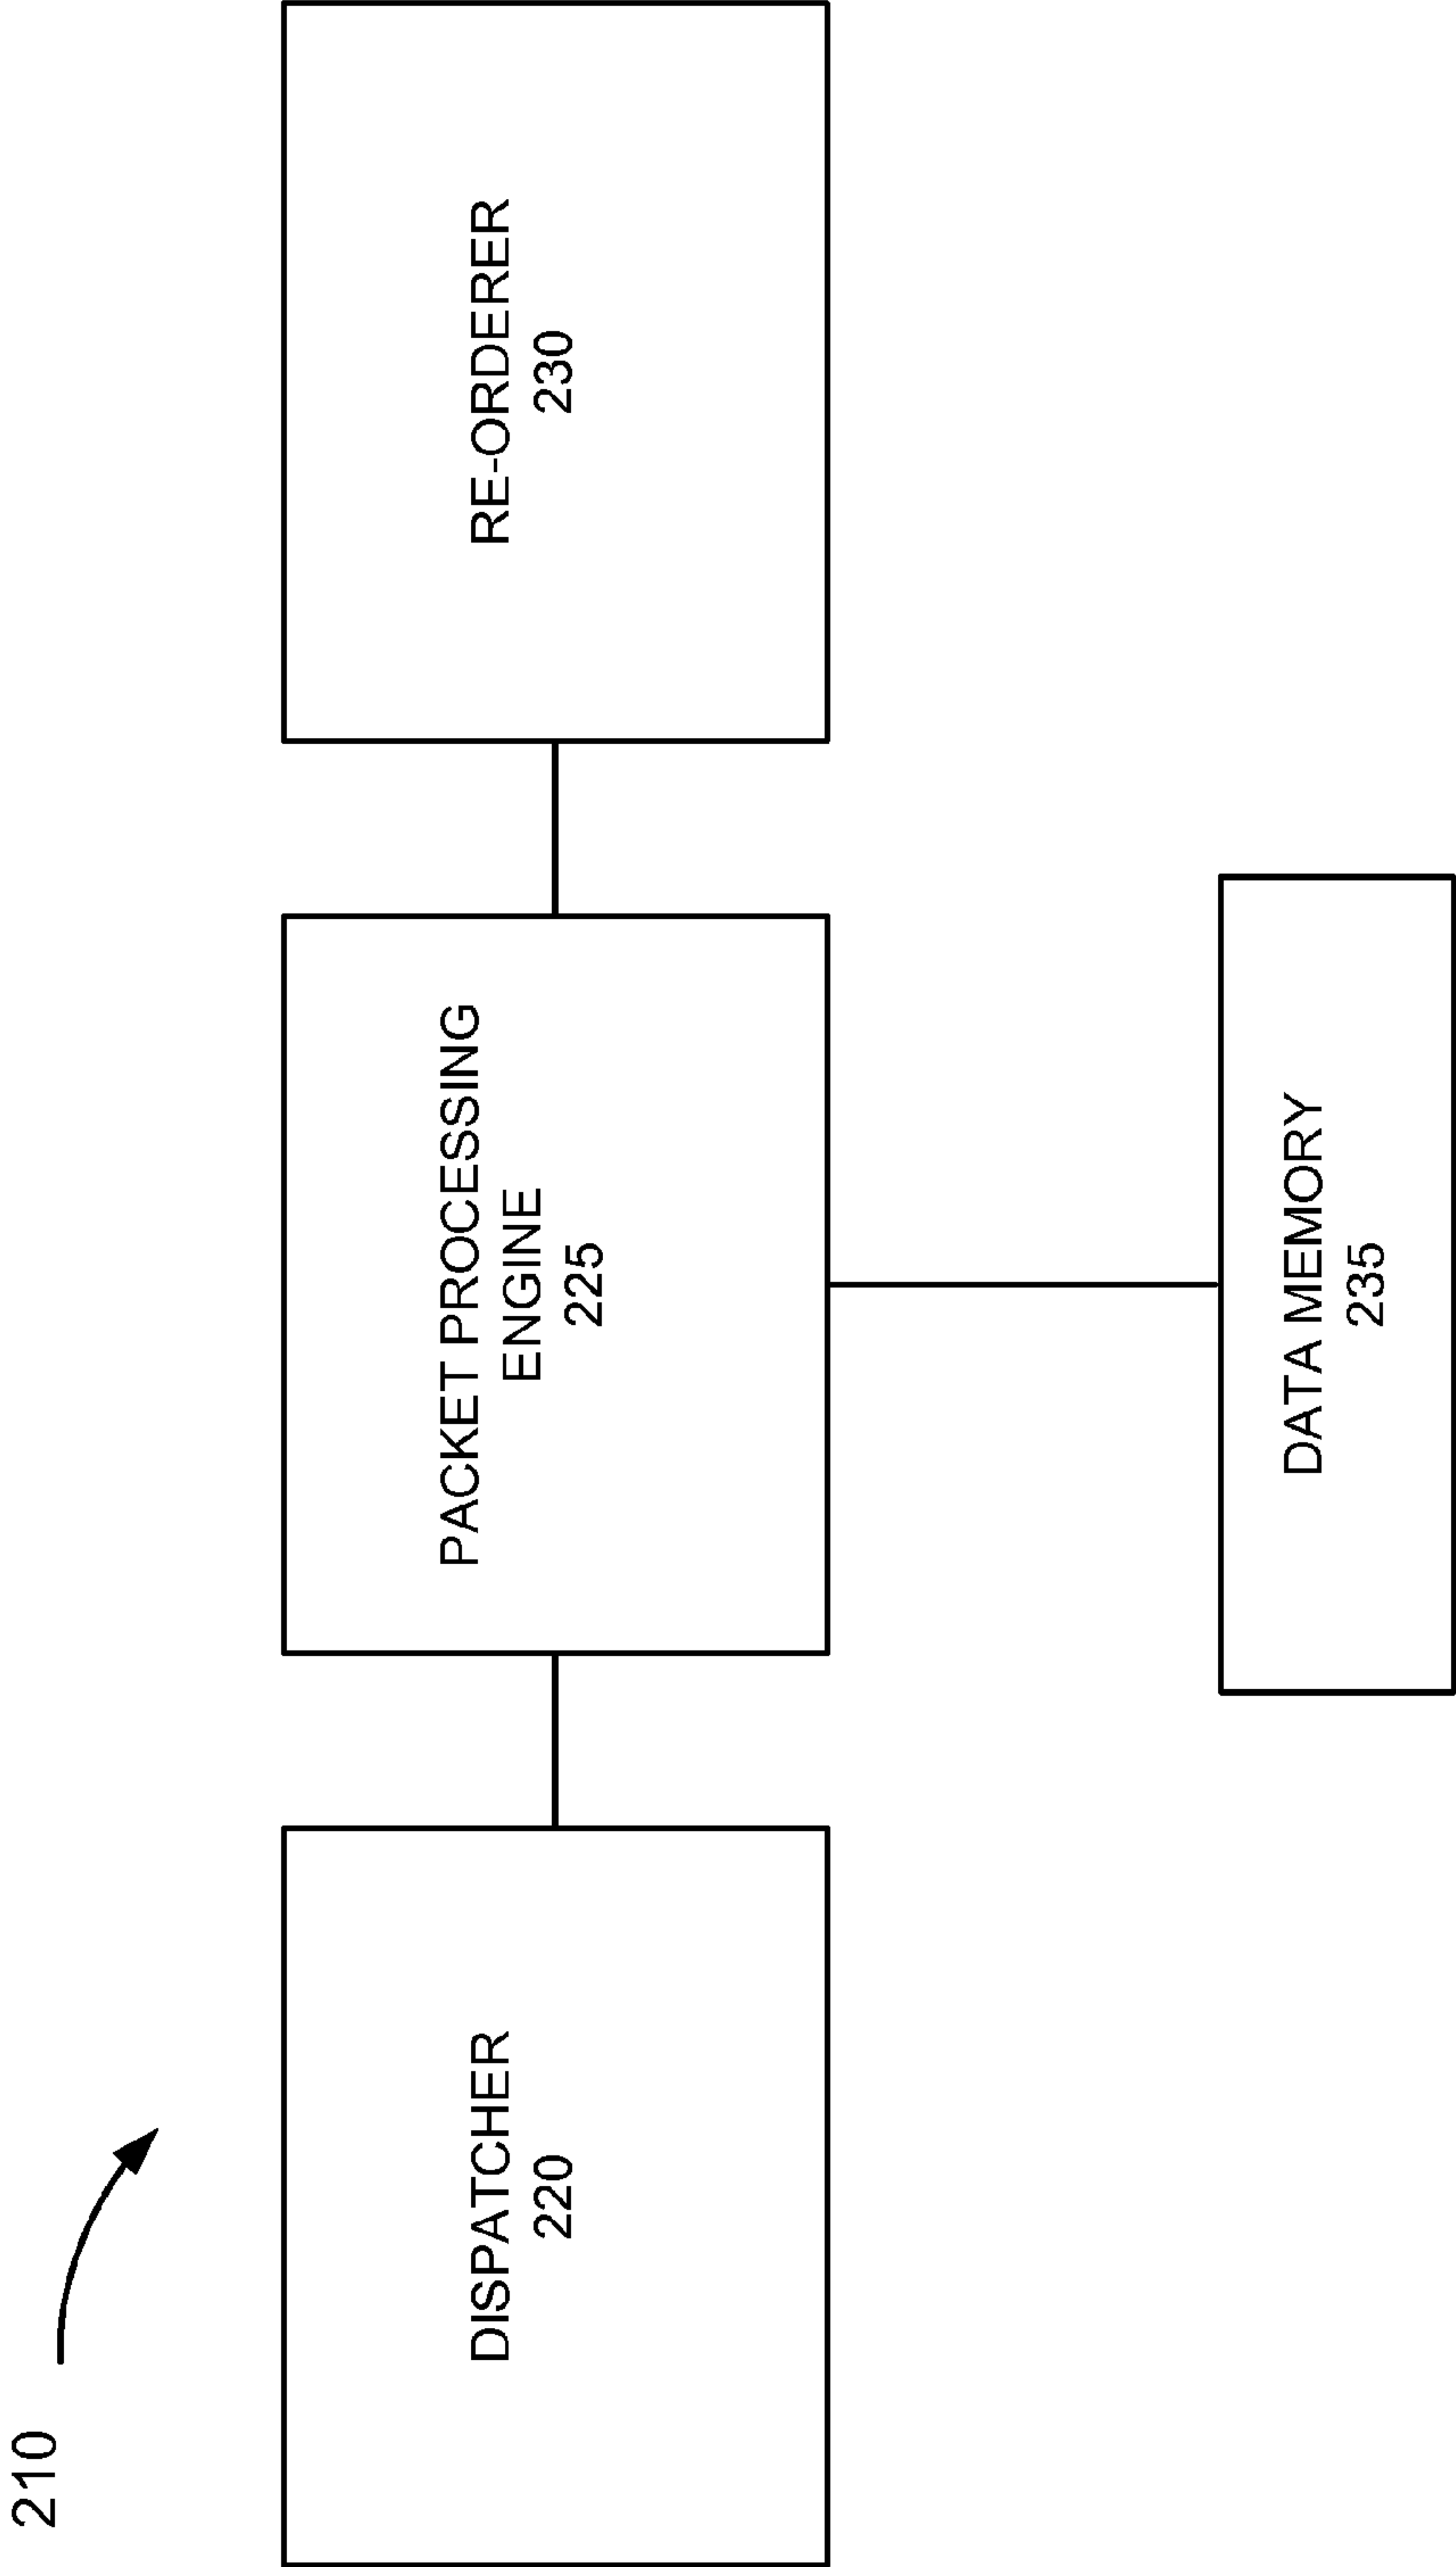 210
DISPATCHER
220
PACKET PROCESSING
ENGINE
225
RE-ORDERER
230
DATA MEMORY
235